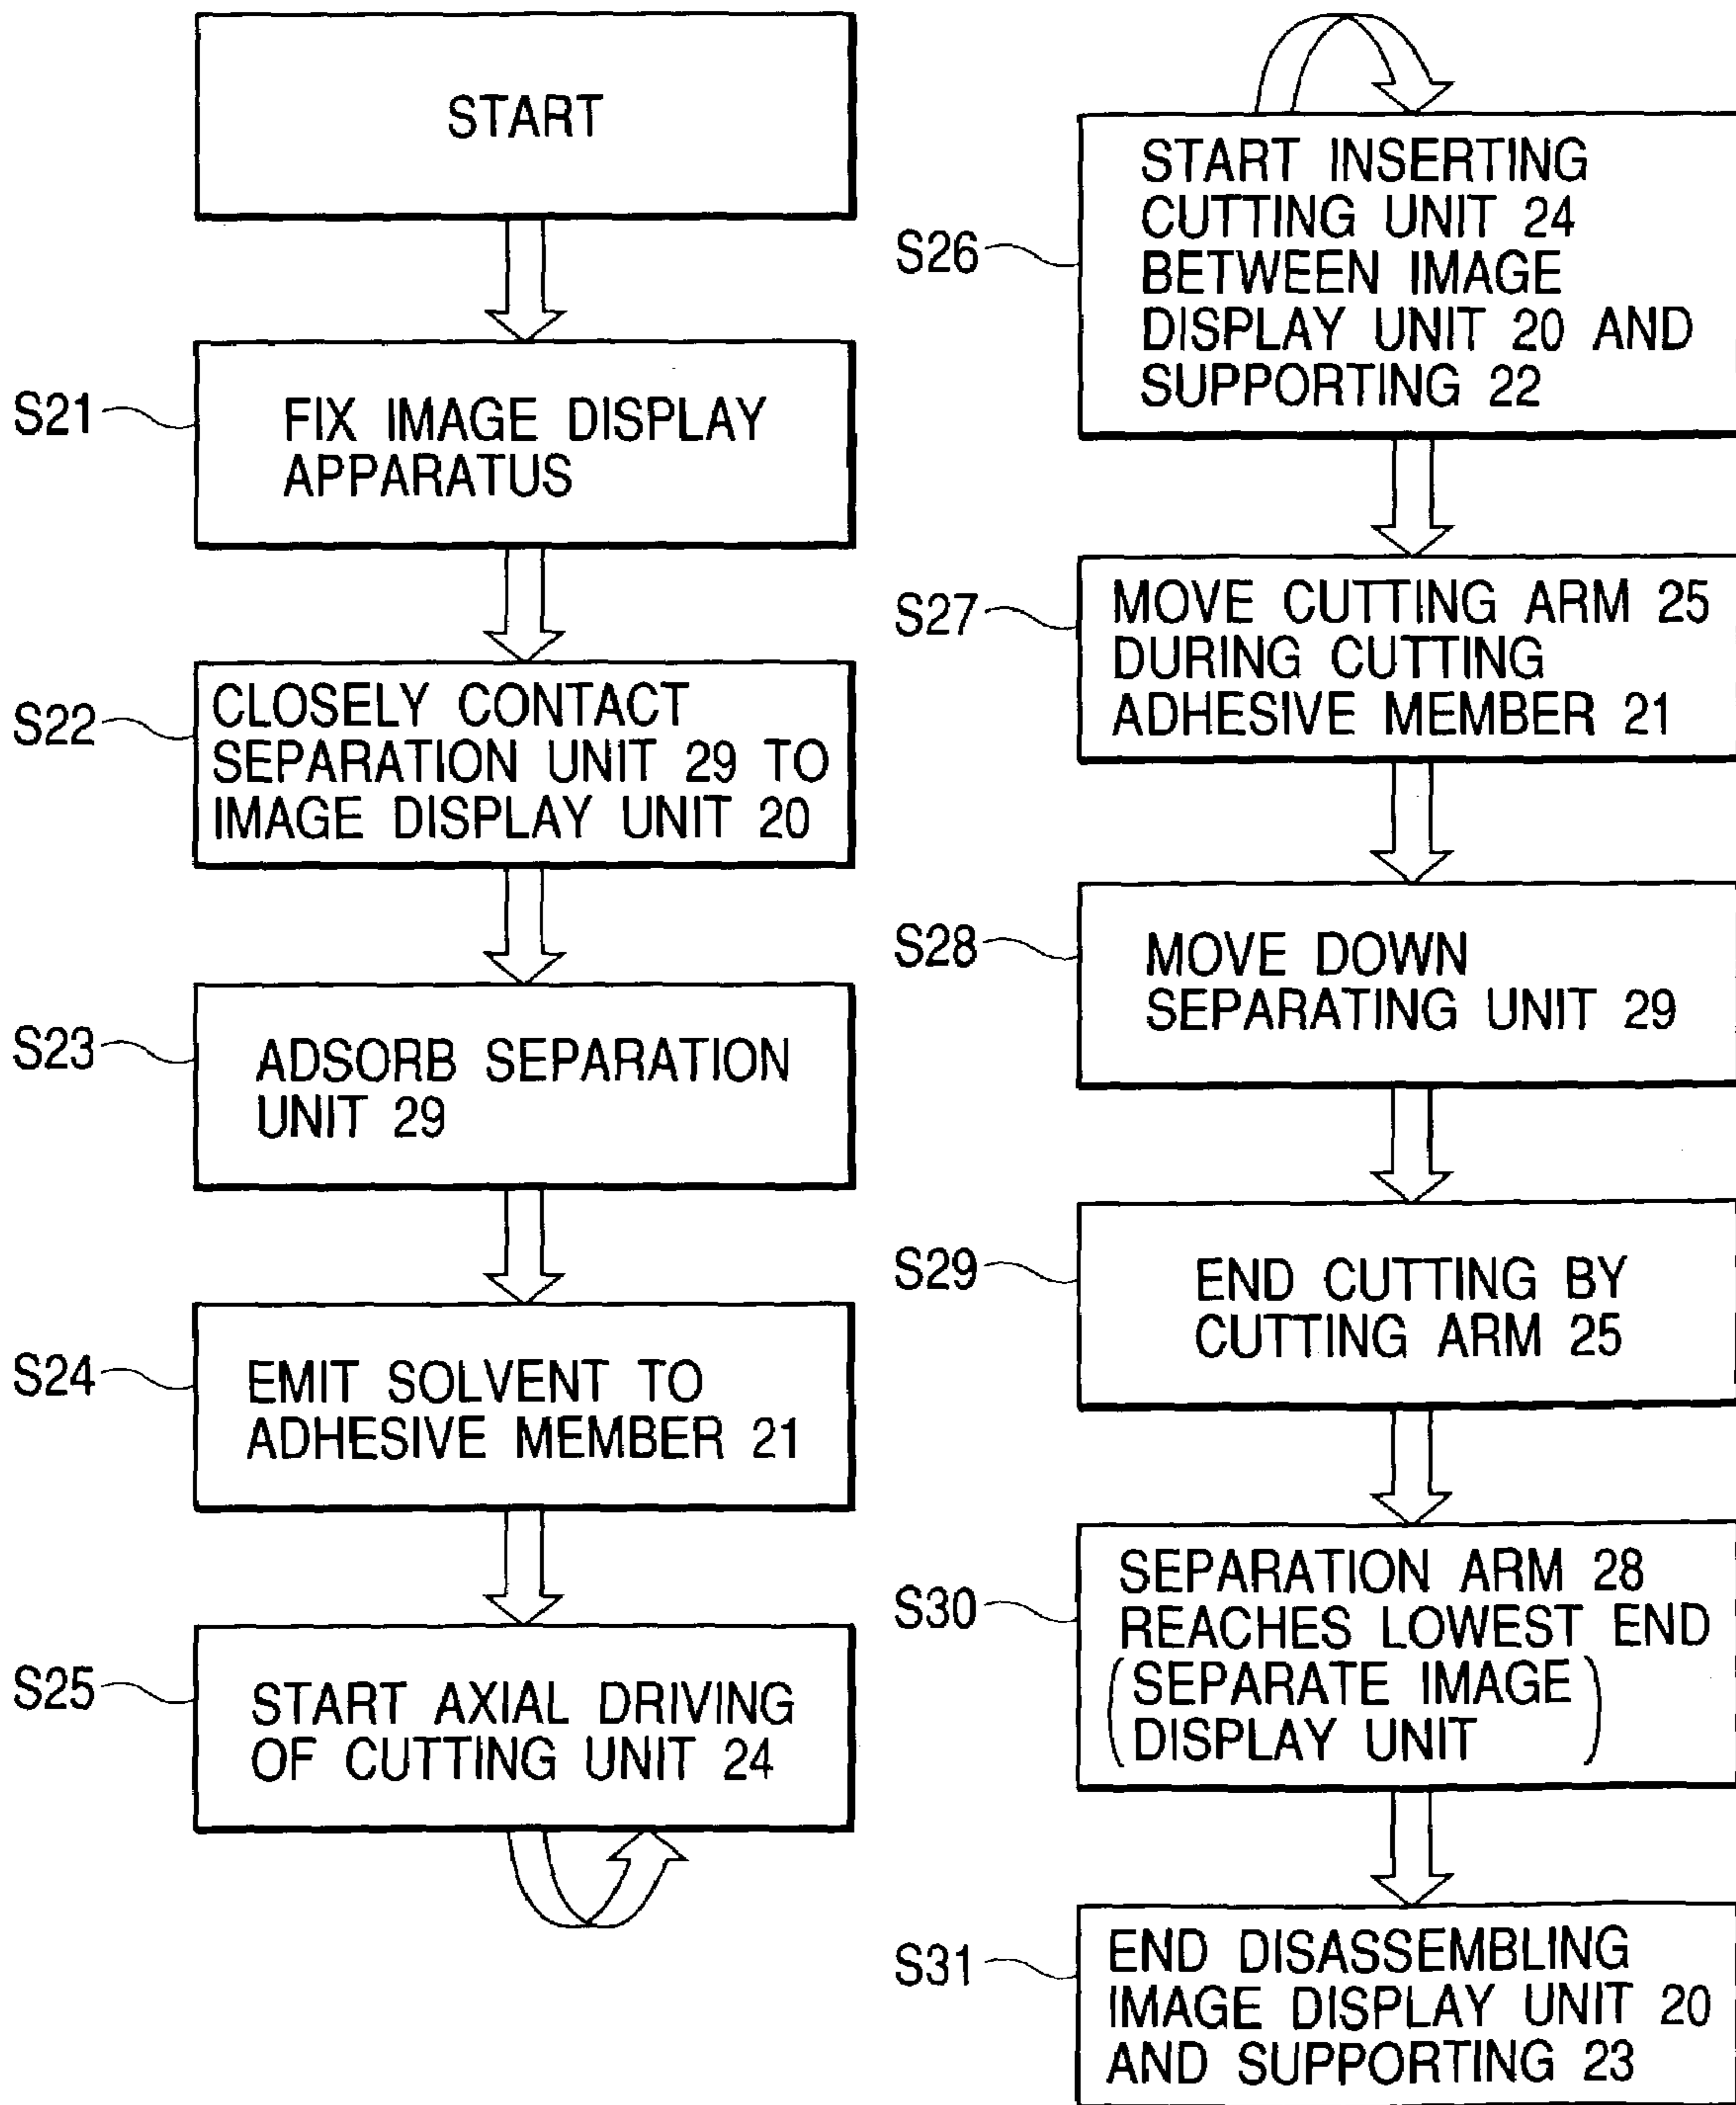 START
S21
FIX IMAGE DISPLAY
APPARATUS
S22
CLOSELY CONTACT
SEPARATION UNIT 29 TO
IMAGE DISPLAY UNIT 20
S23
ADSORB SEPARATION
UNIT 29
S24
EMIT SOLVENT TO
ADHESIVE MEMBER 21
S25
START AXIAL DRIVING
OF CUTTING UNIT 24
S26
START INSERTING
CUTTING UNIT 24
BETWEEN IMAGE
DISPLAY UNIT 20 AND
SUPPORTING 22
S27
MOVE CUTTING ARM 25
DURING CUTTING
ADHESIVE MEMBER 21
S28
MOVE DOWN
SEPARATING UNIT 29
S29
END CUTTING BY
CUTTING ARM 25
S30
SEPARATION ARM 28
REACHES LOWEST END
(SEPARATE IMAGE
DISPLAY UNIT)
S31
END DISASSEMBLING
IMAGE DISPLAY UNIT 20
AND SUPPORTING 23